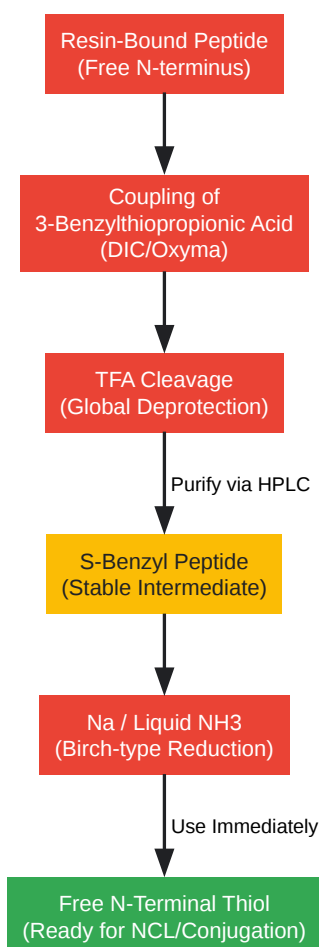 Resin-Bound Peptide
(Free N-terminus)
Coupling of
3-Benzylthiopropionic Acid
(DIC/Oxyma)
TFA Cleavage
(Global Deprotection)
Purify via HPLC
S-Benzyl Peptide
(Stable Intermediate)
Na / Liquid NH3
(Birch-type Reduction)
Use Immediately
Free N-Terminal Thiol
(Ready for NCL/Conjugation)